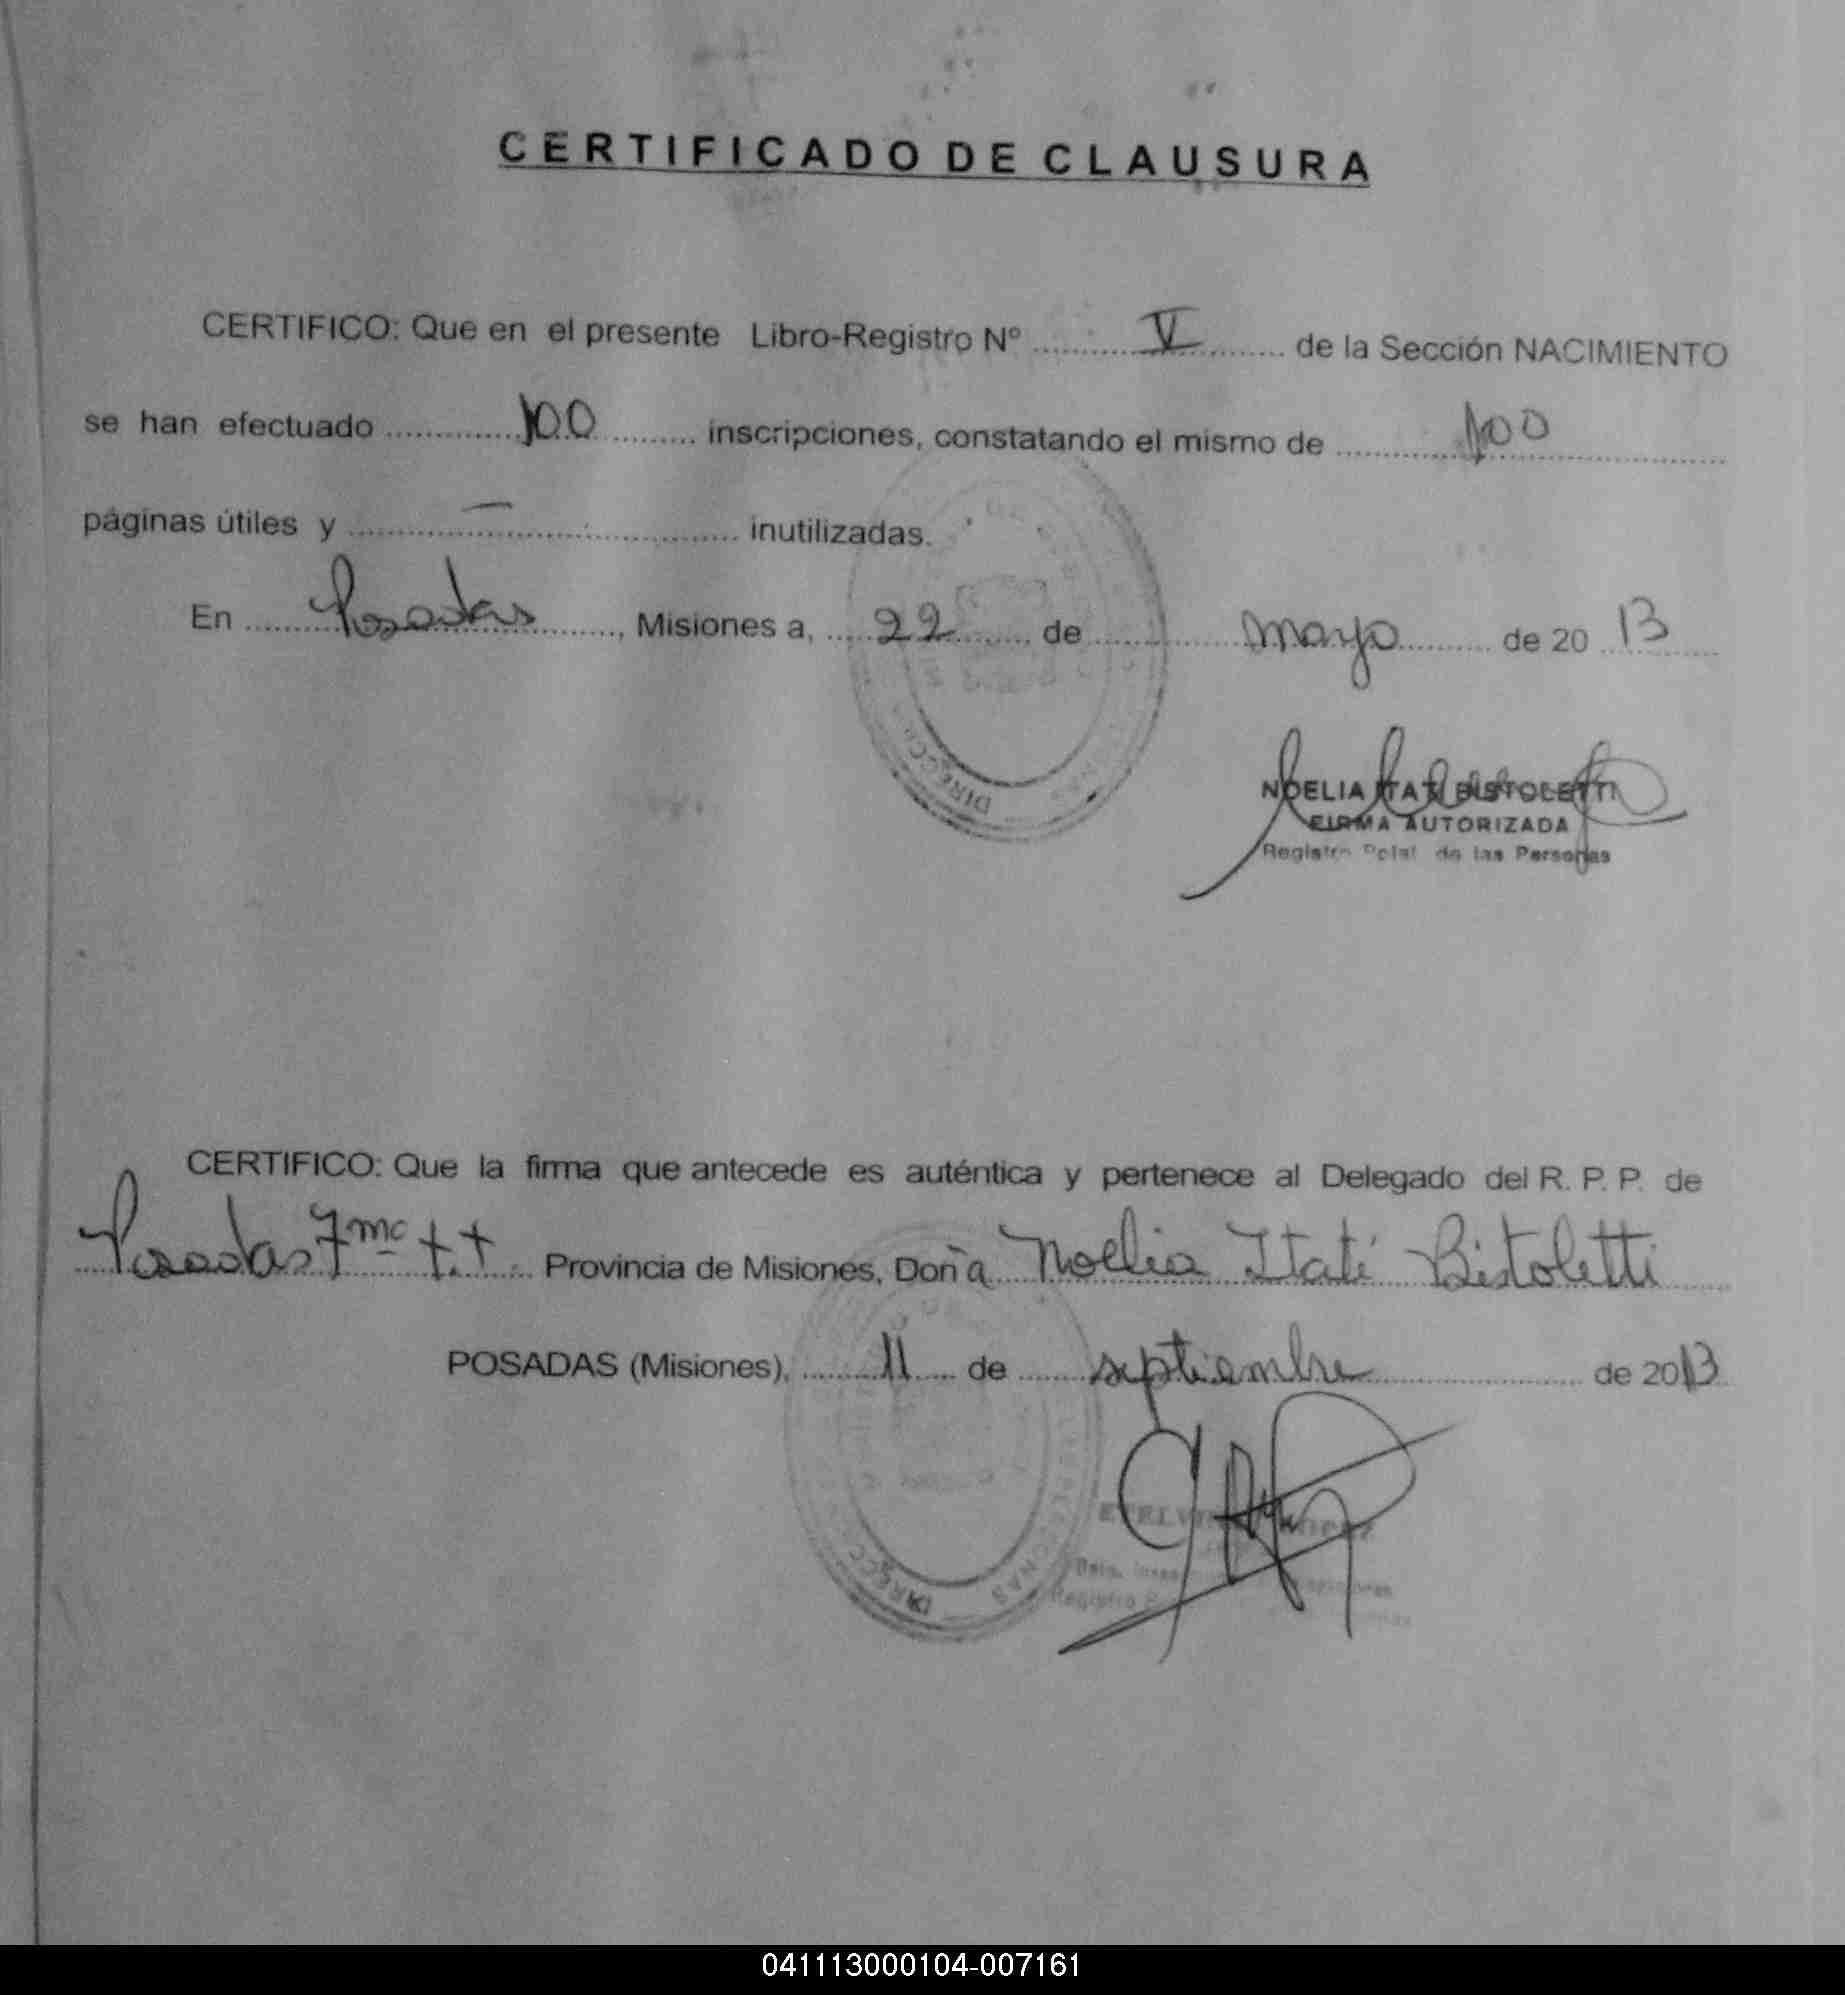 CERTIFICADO DE CLAUSURA
CERTIFICO: Que en el presente Libro-Registro Nº V de la Sección NACIMIENTO
se han efectuado 100 inscripciones, constatando el mismo de 100
páginas útiles y — inutilizadas.
En Posadas, Misiones a, 22 de mayo de 2013
NOELIA ITATI BISTOLETTI
FIRMA AUTORIZADA
Registro de las Personas
CERTIFICO: Que la firma que antecede es auténtica y pertenece al Delegado del R. P. P. de
Posadas 7mc t.t. Provincia de Misiones, Doña Noelia Itatí Bistoletti
POSADAS (Misiones), 11 de septiembre de 2013
Registro
041113000104-007161